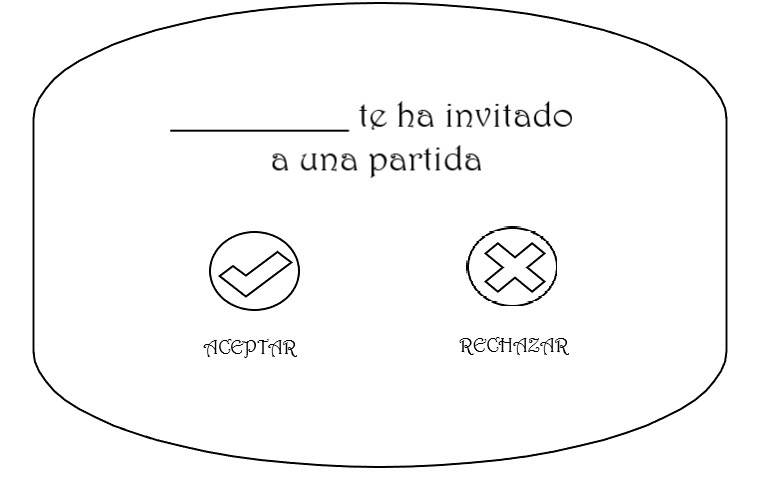 __________ te ha invitado
a una partida
ACEPTAR
RECHAZAR